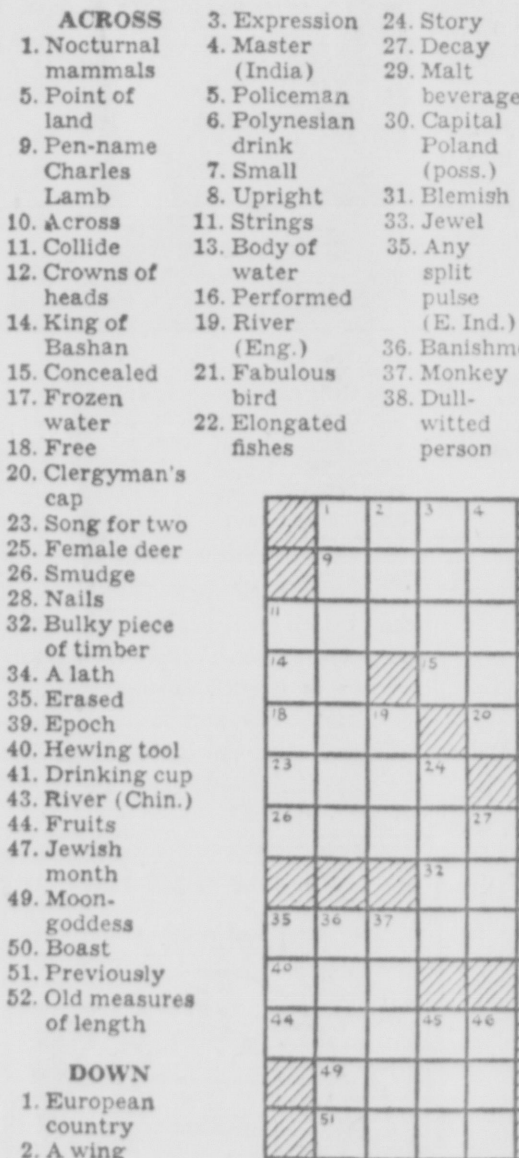 ACROSS
1. Nocturnal
mammals
5. Point of
land
9. Pen-name
Charles
Lamb
10. Across
11. Collide
12. Crowns of
heads
14. King of
Bashan
15. Concealed
17. Frozen
water
18. Free
20. Clergyman's
cap
23. Song for two
25. Female deer
26. Smudge
28. Nails
32. Bulky piece
of timber
34. A lath
35. Erased
39. Epoch
40. Hewing tool
41. Drinking cup
43. River (Chin.)
44. Fruits
47. Jewish
month
49. Moon-
goddess
50. Boast
51. Previously
52. Old measures
of length
DOWN
1. European
country
2. A wing
3. Expression
4. Master
(India)
5. Policeman
6. Polynesian
drink
7. Small
8. Upright
11. Strings
13. Body of
water
16. Performed
19. River
(Eng.)
21. Fabulous
bird
22. Elongated
fishes
24. Story
27. Decay
29. Malt
beverage
30. Capital
Poland
(poss.)
31. Blemish
33. Jewel
35. Any
split
pulse
(E. Ind.)
36. Banishme
37. Monkey
38. Dull-
witted
person
1 2 3 4
9
11
14 15
18 19 20
23 24
26 27
32
35 36 37
40
44 45 46
49
51